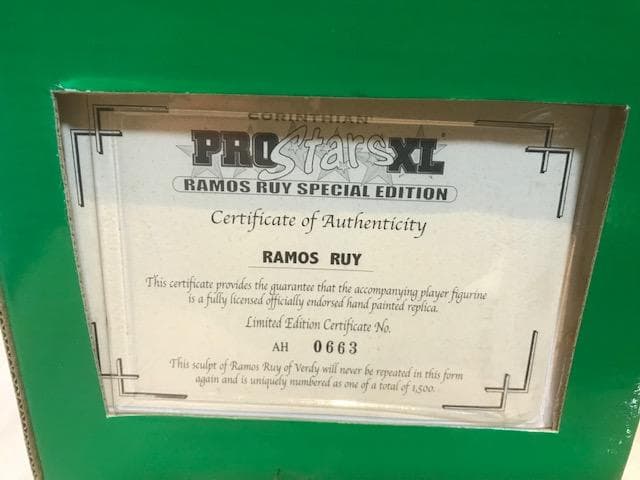 CORINTHIAN
PRO Stars XL
RAMOS RUY SPECIAL EDITION
Certificate of Authenticity
RAMOS RUY
This certificate provides the guarantee that the accompanying player figurine
is a fully licensed officially endorsed hand painted replica.
Limited Edition Certificate No.
AH 0663
This sculpt of Ramos Ruy of Verdy will never be repeated in this form
again and is uniquely numbered as one of a total of 1,500.